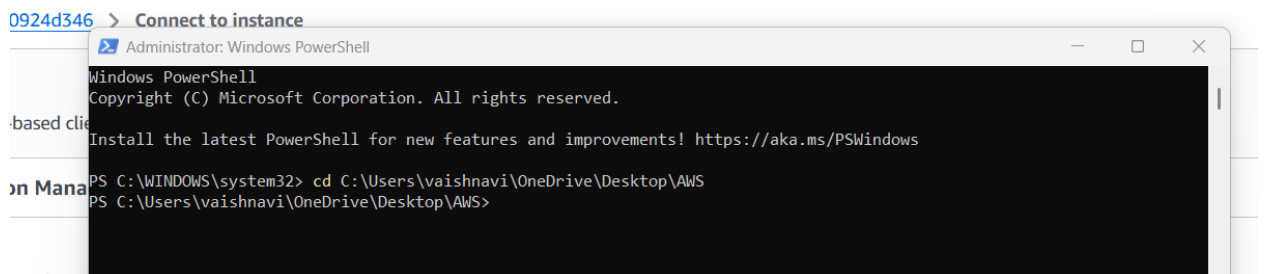 0924d346 > Connect to instance
Administrator: Windows PowerShell
Windows PowerShell
Copyright (C) Microsoft Corporation. All rights reserved.
-based clie
Install the latest PowerShell for new features and improvements! https://aka.ms/PSWindows
on Mana
PS C:\WINDOWS\system32> cd C:\Users\vaishnavi\OneDrive\Desktop\AWS
PS C:\Users\vaishnavi\OneDrive\Desktop\AWS>